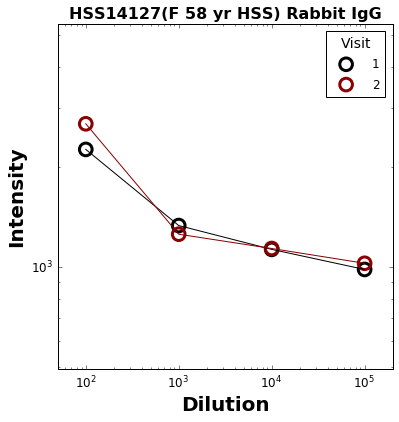 HSS14127(F 58 yr HSS) Rabbit IgG
Visit
1
2
Intensity
10³
10² 10³ 10⁴ 10⁵
Dilution